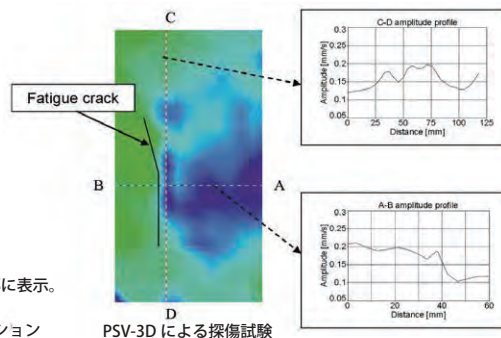 C
Fatigue crack
B
A
D
C-D amplitude profile
Amplitude [mm/s]
0.3
0.25
0.2
0.15
0.1
0.05
0 25 50 75 100 125
Distance [mm]
A-B amplitude profile
Amplitude [mm/s]
0.3
0.25
0.2
0.15
0.1
0.05
0 20 40 60
Distance [mm]
に表示。
ション
PSV-3D による探傷試験